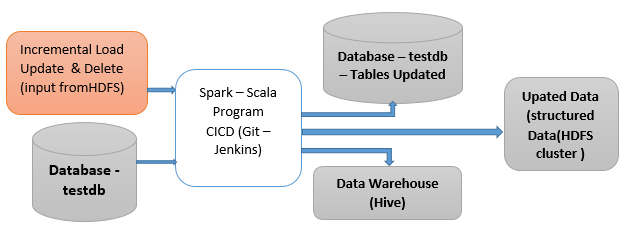 Incremental Load
Update & Delete
(input fromHDFS)
Database -
testdb
Spark – Scala
Program
CICD (Git –
Jenkins)
Database – testdb
– Tables Updated
Data Warehouse
(Hive)
Upated Data
(structured
Data(HDFS
cluster )